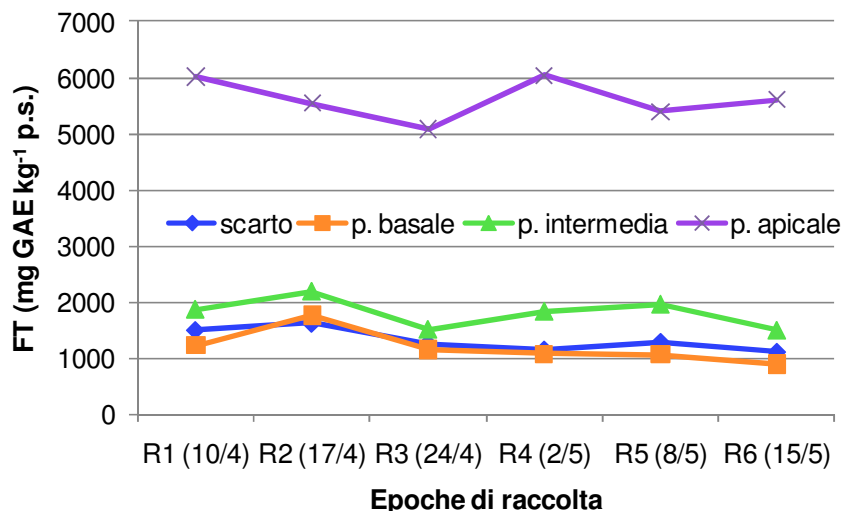 7000
6000
5000
4000
3000
2000
1000
0
FT (mg GAE kg⁻¹ p.s.)
scarto p. basale p. intermedia p. apicale
R1 (10/4) R2 (17/4) R3 (24/4) R4 (2/5) R5 (8/5) R6 (15/5)
Epoche di raccolta